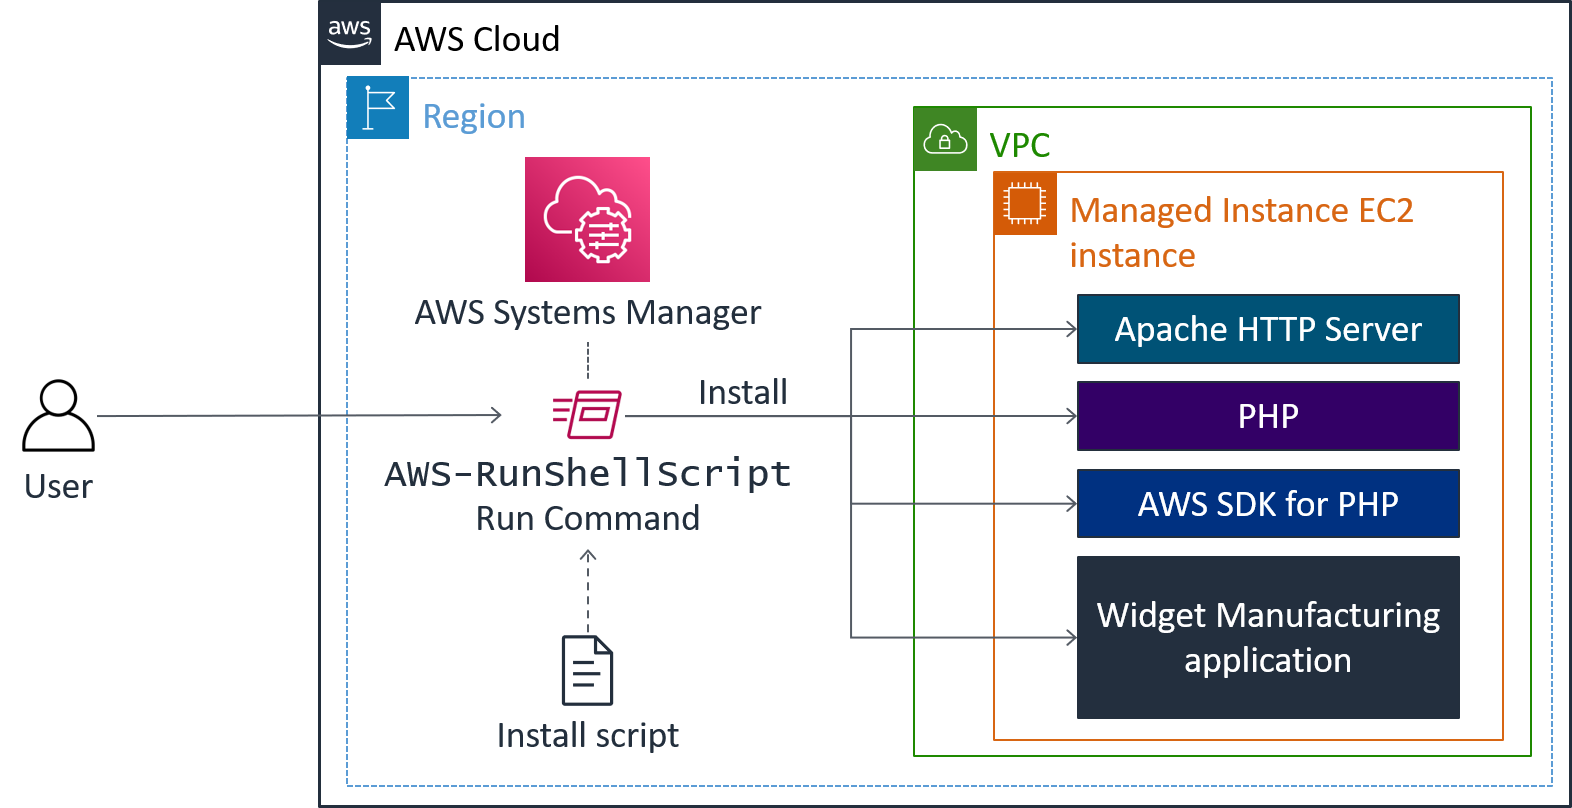 aws
AWS Cloud
Region
VPC
Managed Instance EC2
instance
AWS Systems Manager
Apache HTTP Server
Install
PHP
User
AWS-RunShellScript
Run Command
AWS SDK for PHP
Widget Manufacturing
application
Install script